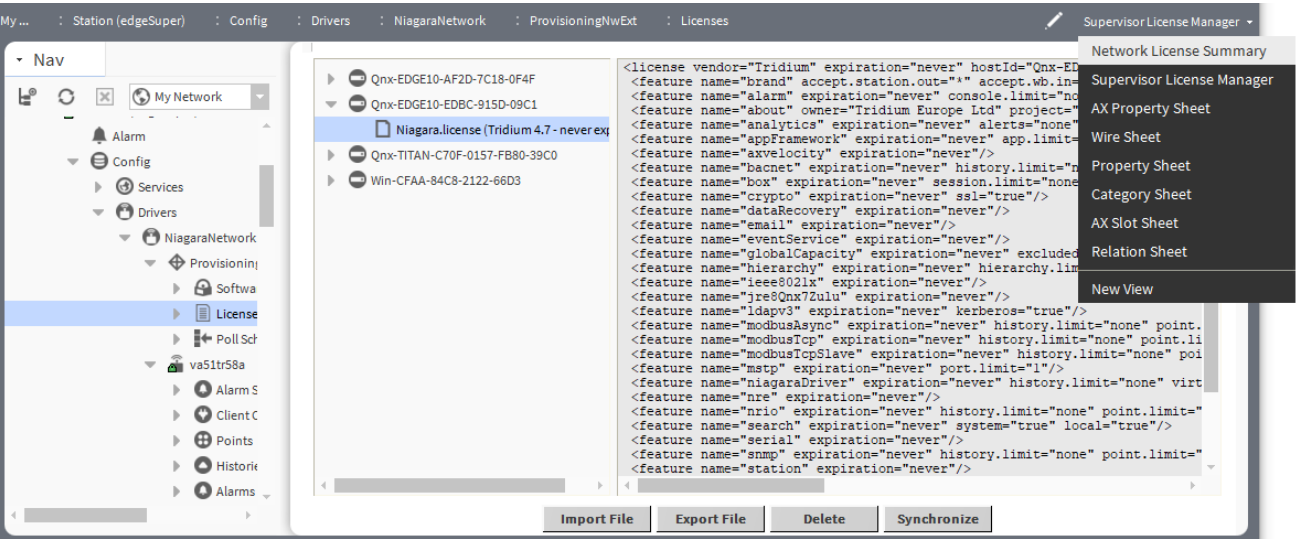 My ... : Station (edgeSuper) : Config : Drivers : NiagaraNetwork : ProvisioningNwExt : Licenses
Supervisor License Manager
Nav
My Network
Alarm
Config
Services
Drivers
NiagaraNetwork
Provisioning
Softwa
License
Poll Sch
va51tr58a
Alarm S
Client C
Points
Historie
Alarms
Qnx-EDGE10-AF2D-7C18-0F4F
Qnx-EDGE10-EDBC-915D-09C1
Niagara.license (Tridium 4.7 - never exp
Qnx-TITAN-C70F-0157-FB80-39C0
Win-CFAA-84C8-2122-66D3
<license vendor="Tridium" expiration="never" hostId="Qnx-ED
<feature name="brand" accept.station.out="*" accept.wb.in=
<feature name="alarm" expiration="never" console.limit="no
<feature name="about" owner="Tridium Europe Ltd" project="
<feature name="analytics" expiration="never" alerts="none"
<feature name="appFramework" expiration="never" app.limit=
<feature name="axvelocity" expiration="never"/>
<feature name="bacnet" expiration="never" history.limit="n
<feature name="box" expiration="never" session.limit="none
<feature name="crypto" expiration="never" ssl="true"/>
<feature name="dataRecovery" expiration="never"/>
<feature name="email" expiration="never"/>
<feature name="eventService" expiration="never"/>
<feature name="globalCapacity" expiration="never" excluded
<feature name="hierarchy" expiration="never" hierarchy.lim
<feature name="ieee8021x" expiration="never"/>
<feature name="jre8Qnx7Zulu" expiration="never"/>
<feature name="ldapv3" expiration="never" kerberos="true"/>
<feature name="modbusAsync" expiration="never" history.limit="none" point.
<feature name="modbusTcp" expiration="never" history.limit="none" point.li
<feature name="modbusTcpSlave" expiration="never" history.limit="none" poi
<feature name="mstp" expiration="never" port.limit="1"/>
<feature name="niagaraDriver" expiration="never" history.limit="none" virt
<feature name="nre" expiration="never"/>
<feature name="nrio" expiration="never" history.limit="none" point.limit="
<feature name="search" expiration="never" system="true" local="true"/>
<feature name="serial" expiration="never"/>
<feature name="snmp" expiration="never" history.limit="none" point.limit="
<feature name="station" expiration="never"/>
Network License Summary
Supervisor License Manager
AX Property Sheet
Wire Sheet
Property Sheet
Category Sheet
AX Slot Sheet
Relation Sheet
New View
Import File
Export File
Delete
Synchronize